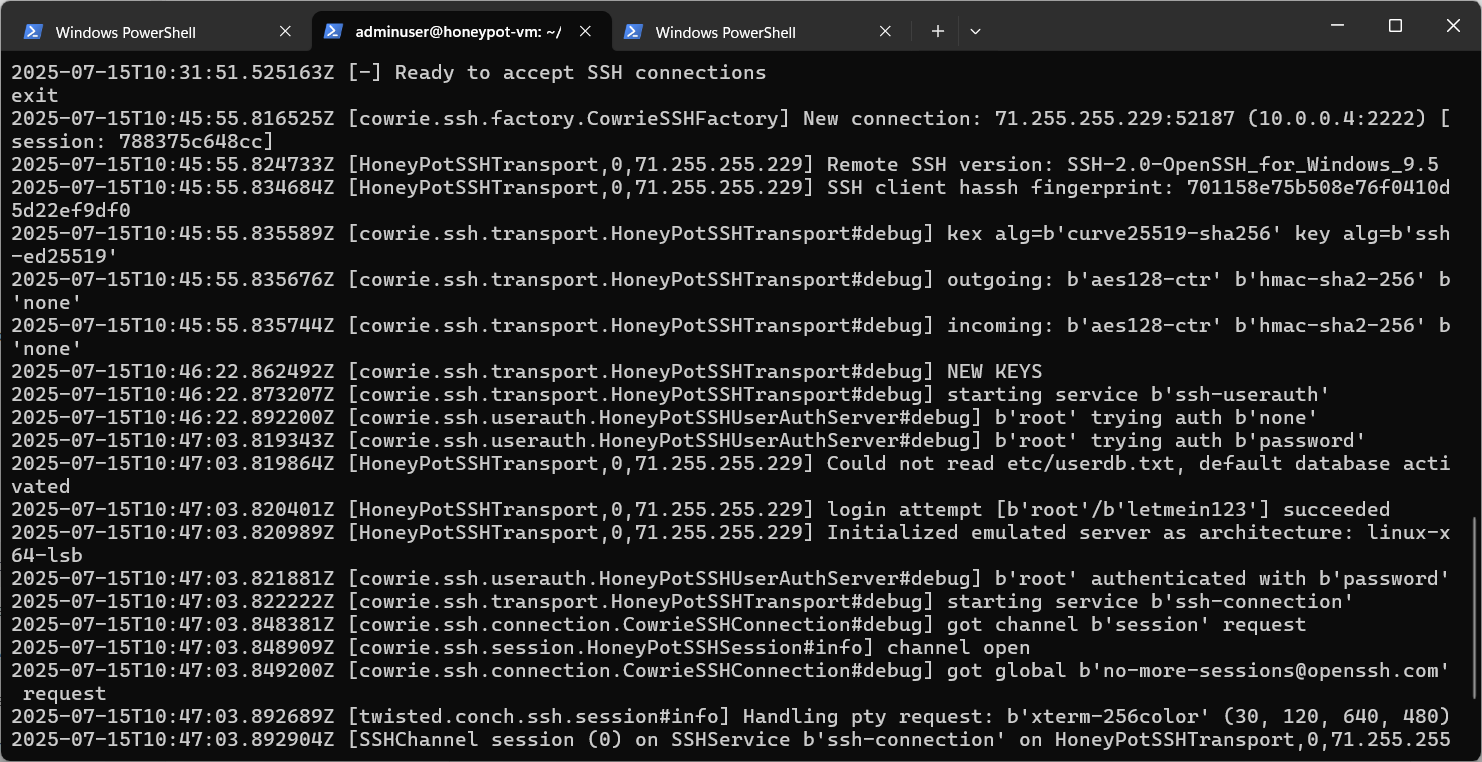 Windows PowerShell
adminuser@honeypot-vm: ~/
Windows PowerShell
2025-07-15T10:31:51.525163Z [-] Ready to accept SSH connections
exit
2025-07-15T10:45:55.816525Z [cowrie.ssh.factory.CowrieSSHFactory] New connection: 71.255.255.229:52187 (10.0.0.4:2222) [
session: 788375c648cc]
2025-07-15T10:45:55.824733Z [HoneyPotSSHTransport,0,71.255.255.229] Remote SSH version: SSH-2.0-OpenSSH_for_Windows_9.5
2025-07-15T10:45:55.834684Z [HoneyPotSSHTransport,0,71.255.255.229] SSH client hassh fingerprint: 701158e75b508e76f0410d
5d22ef9df0
2025-07-15T10:45:55.835589Z [cowrie.ssh.transport.HoneyPotSSHTransport#debug] kex alg=b'curve25519-sha256' key alg=b'ssh
-ed25519'
2025-07-15T10:45:55.835676Z [cowrie.ssh.transport.HoneyPotSSHTransport#debug] outgoing: b'aes128-ctr' b'hmac-sha2-256' b
'none'
2025-07-15T10:45:55.835744Z [cowrie.ssh.transport.HoneyPotSSHTransport#debug] incoming: b'aes128-ctr' b'hmac-sha2-256' b
'none'
2025-07-15T10:46:22.862492Z [cowrie.ssh.transport.HoneyPotSSHTransport#debug] NEW KEYS
2025-07-15T10:46:22.873207Z [cowrie.ssh.transport.HoneyPotSSHTransport#debug] starting service b'ssh-userauth'
2025-07-15T10:46:22.892200Z [cowrie.ssh.userauth.HoneyPotSSHUserAuthServer#debug] b'root' trying auth b'none'
2025-07-15T10:47:03.819343Z [cowrie.ssh.userauth.HoneyPotSSHUserAuthServer#debug] b'root' trying auth b'password'
2025-07-15T10:47:03.819864Z [HoneyPotSSHTransport,0,71.255.255.229] Could not read etc/userdb.txt, default database acti
vated
2025-07-15T10:47:03.820401Z [HoneyPotSSHTransport,0,71.255.255.229] login attempt [b'root'/b'letmein123'] succeeded
2025-07-15T10:47:03.820989Z [HoneyPotSSHTransport,0,71.255.255.229] Initialized emulated server as architecture: linux-x
64-lsb
2025-07-15T10:47:03.821881Z [cowrie.ssh.userauth.HoneyPotSSHUserAuthServer#debug] b'root' authenticated with b'password'
2025-07-15T10:47:03.822222Z [cowrie.ssh.transport.HoneyPotSSHTransport#debug] starting service b'ssh-connection'
2025-07-15T10:47:03.848381Z [cowrie.ssh.connection.CowrieSSHConnection#debug] got channel b'session' request
2025-07-15T10:47:03.848909Z [cowrie.ssh.session.HoneyPotSSHSession#info] channel open
2025-07-15T10:47:03.849200Z [cowrie.ssh.connection.CowrieSSHConnection#debug] got global b'no-more-sessions@openssh.com'
 request
2025-07-15T10:47:03.892689Z [twisted.conch.ssh.session#info] Handling pty request: b'xterm-256color' (30, 120, 640, 480)
2025-07-15T10:47:03.892904Z [SSHChannel session (0) on SSHService b'ssh-connection' on HoneyPotSSHTransport,0,71.255.255